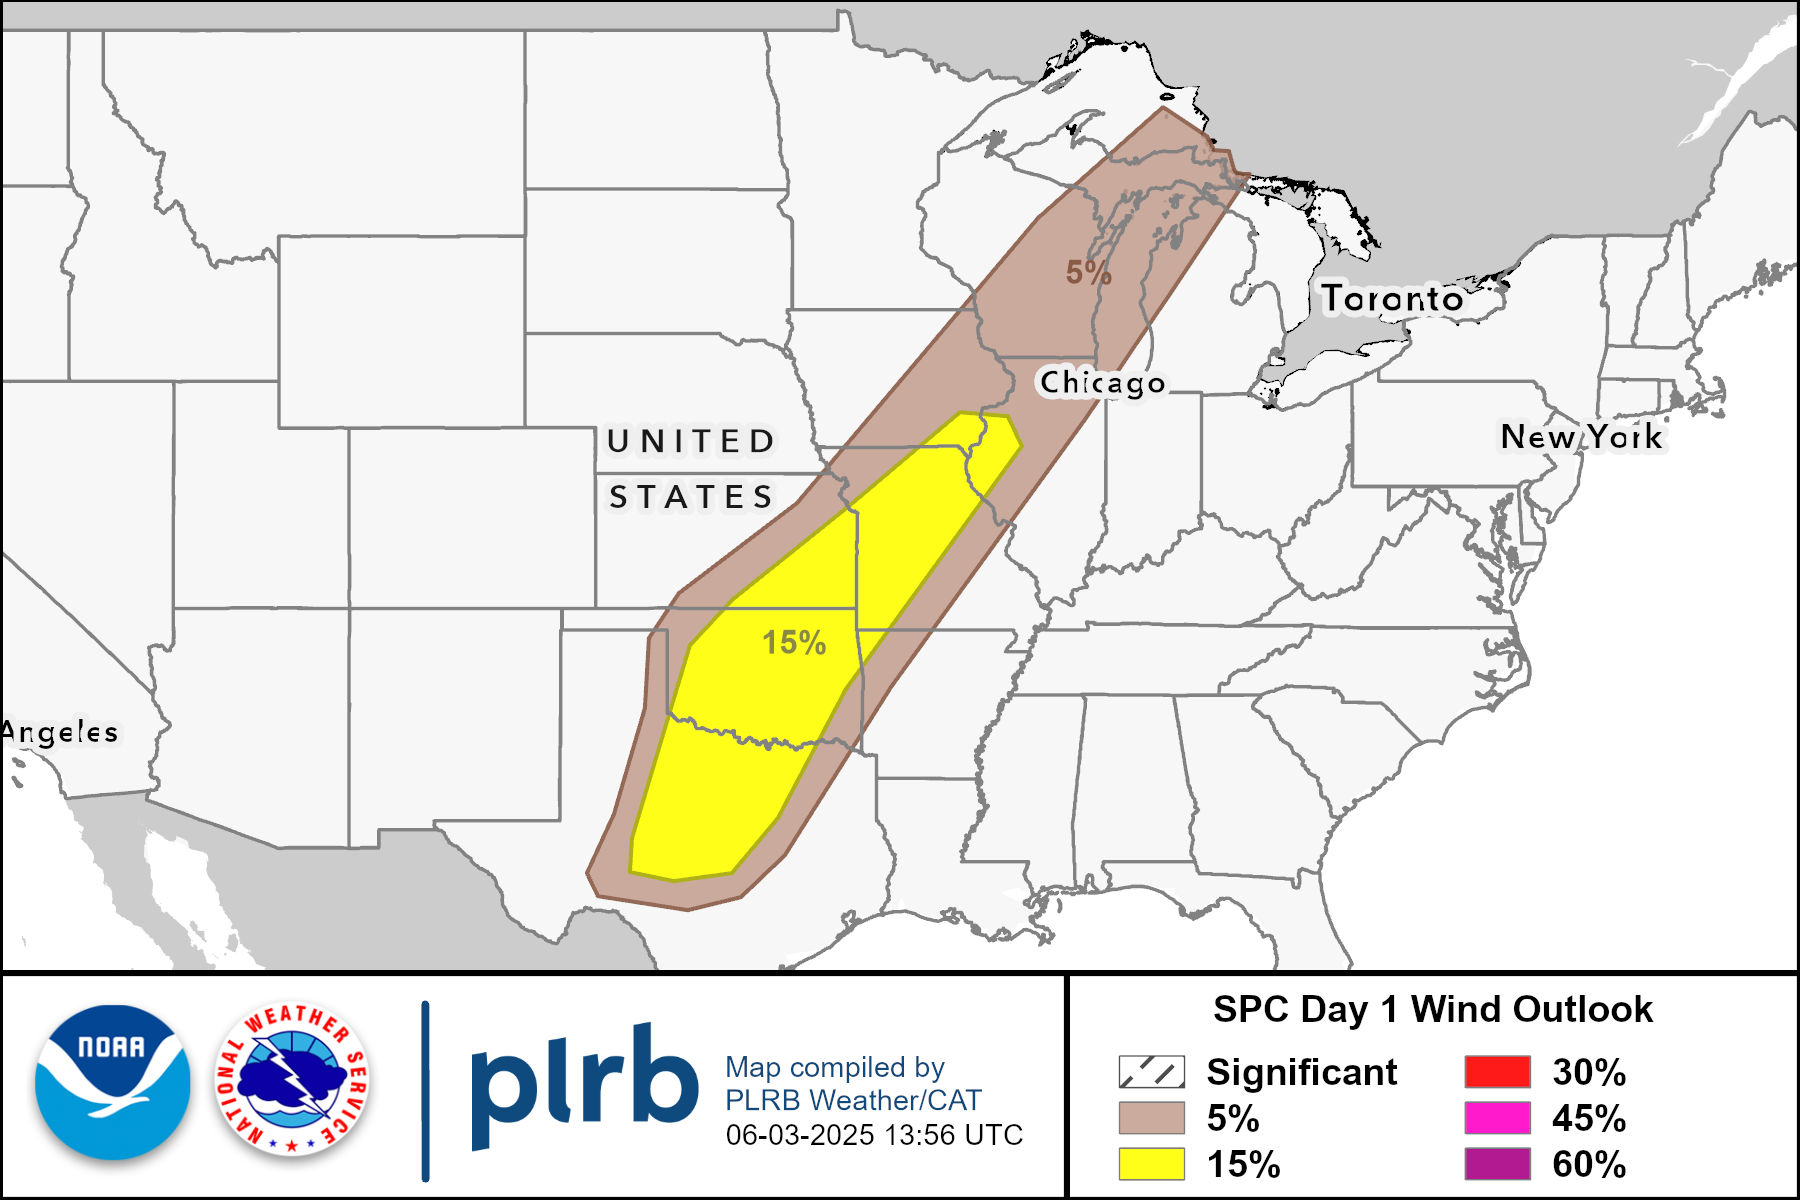 5%
Toronto
Chicago
UNITED
New York
STATES
15%
Angeles
NOAA
NATIONAL WEATHER SERVICE
plrb
Map compiled by
PLRB Weather/CAT
06-03-2025 13:56 UTC
SPC Day 1 Wind Outlook
Significant
30%
5%
45%
15%
60%